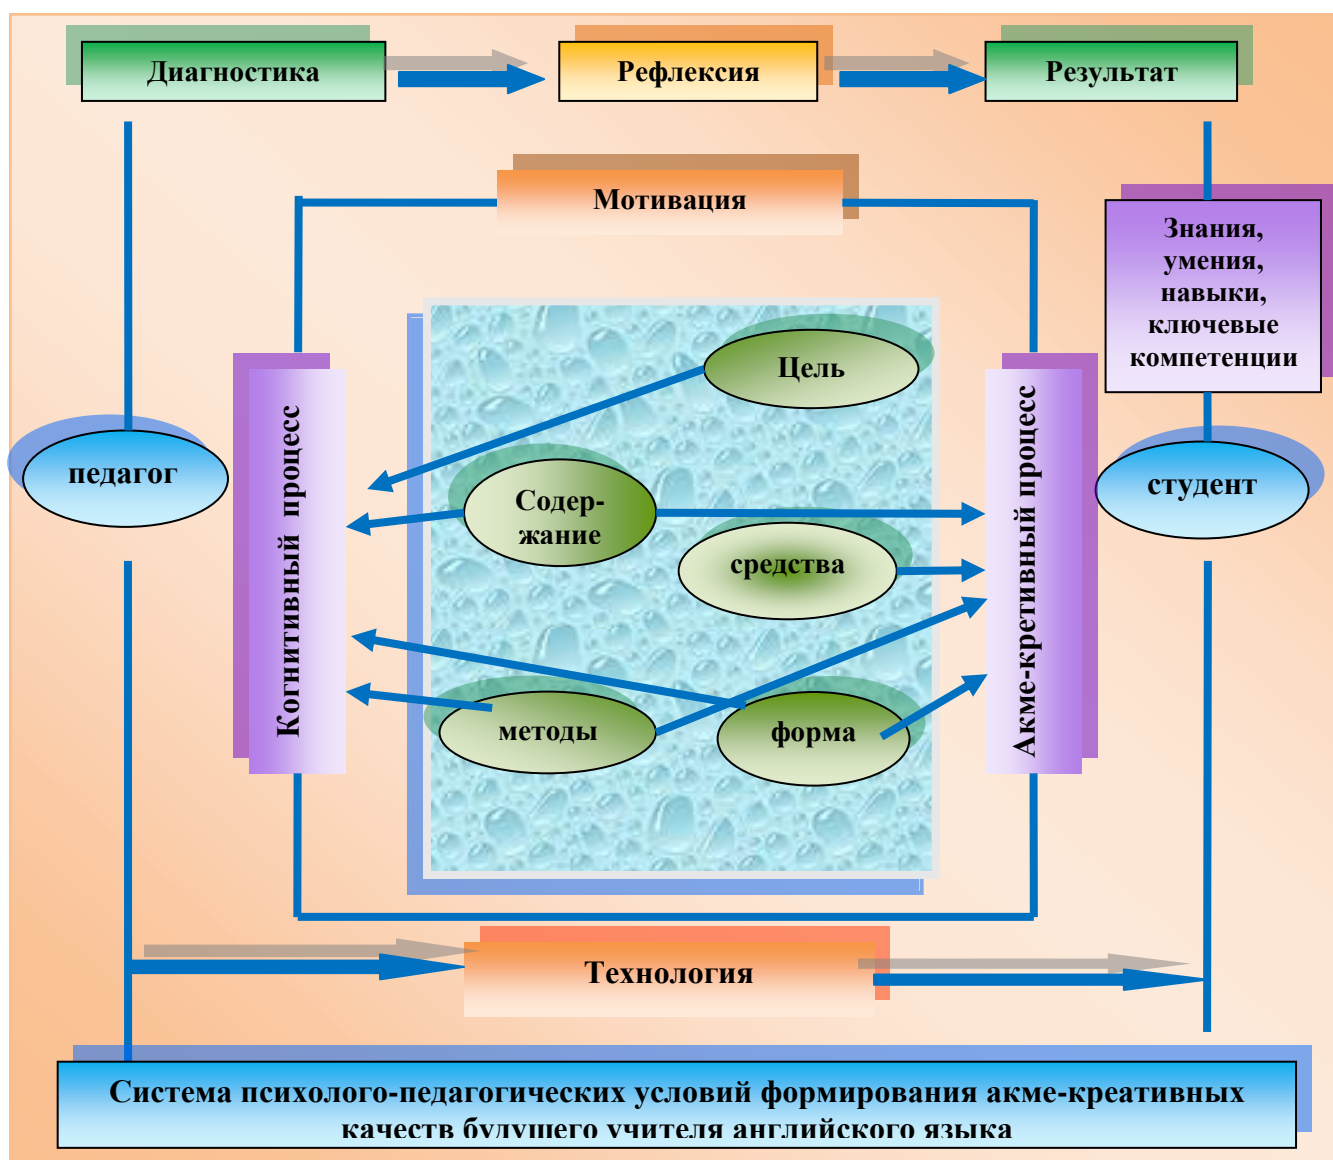 Диагностика
Рефлексия
Результат
Мотивация
Знания,
умения,
навыки,
ключевые
компетенции
Цель
Когнитивный процесс
Акме-кретивный процесс
педагог
студент
Содер-
жание
средства
методы
форма
Технология
Система психолого-педагогических условий формирования акме-креативных
качеств будущего учителя английского языка